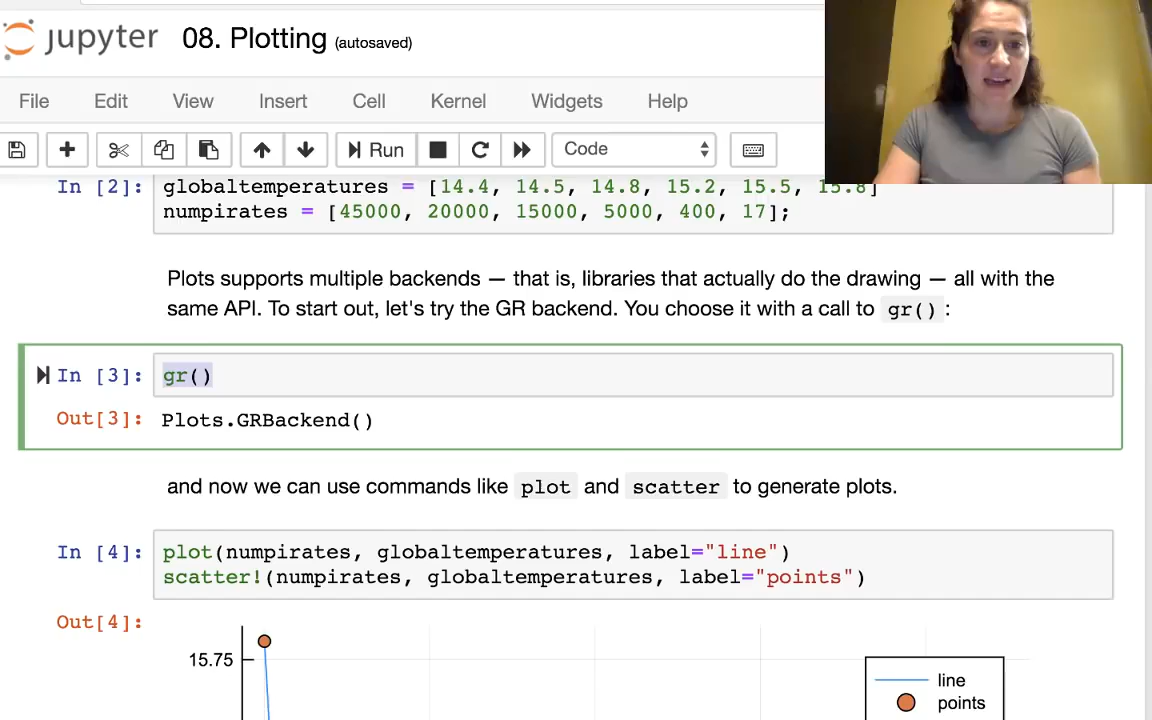 jupyter 08. Plotting (autosaved)
File Edit View Insert Cell Kernel Widgets Help
Run Code
In [2]: globaltemperatures = [14.4, 14.5, 14.8, 15.2, 15.5, 15.8]
numpirates = [45000, 20000, 15000, 5000, 400, 17];
Plots supports multiple backends — that is, libraries that actually do the drawing — all with the
same API. To start out, let's try the GR backend. You choose it with a call to gr() :
In [3]: gr()
Out[3]: Plots.GRBackend()
and now we can use commands like plot and scatter to generate plots.
In [4]: plot(numpirates, globaltemperatures, label="line")
scatter!(numpirates, globaltemperatures, label="points")
Out[4]:
15.75
line
points